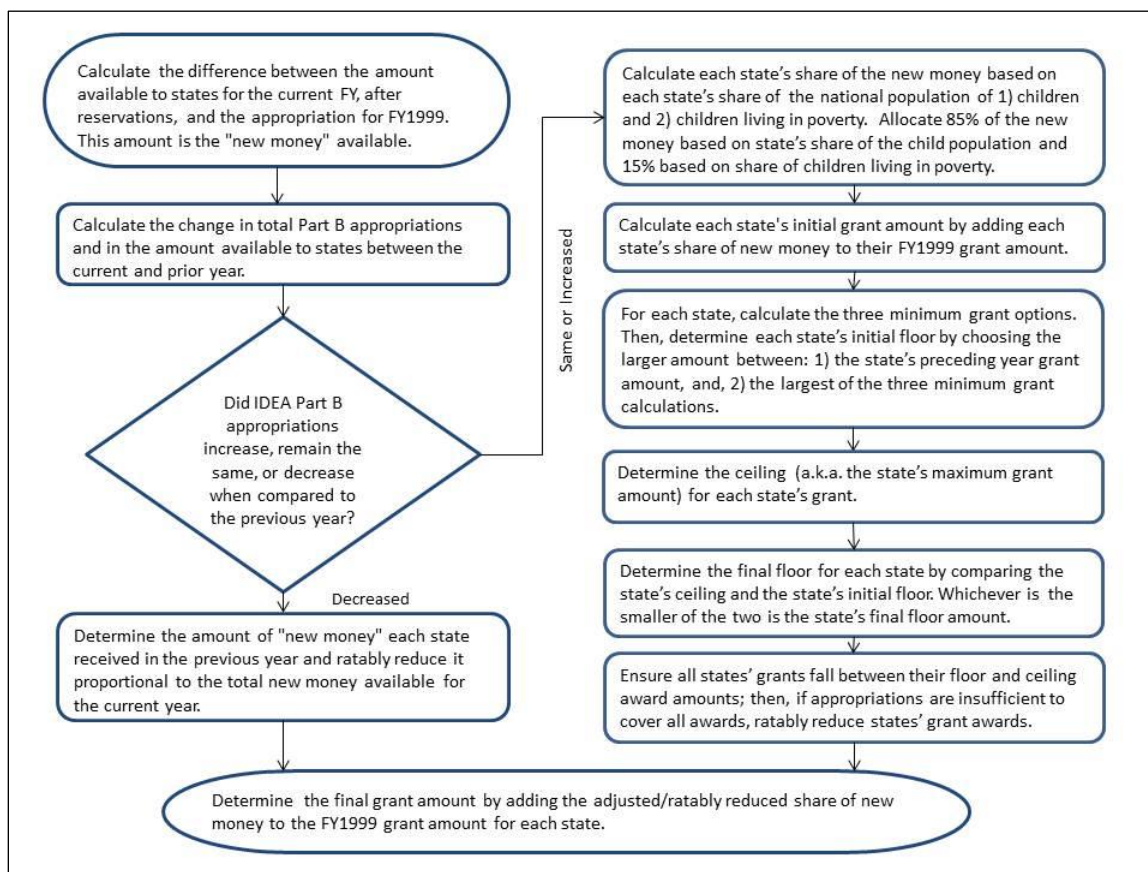 Calculate the difference between the amount
available to states for the current FY, after
reservations, and the appropriation for FY1999.
This amount is the "new money" available.
Calculate the change in total Part B appropriations
and in the amount available to states between the
current and prior year.
Did IDEA Part B
appropriations
increase, remain the
same, or decrease
when compared to
the previous year?
Decreased
Determine the amount of "new money" each state
received in the previous year and ratably reduce it
proportional to the total new money available for
the current year.
Same or Increased
Calculate each state’s share of the new money based on
each state’s share of the national population of 1) children
and 2) children living in poverty. Allocate 85% of the new
money based on state’s share of the child population and
15% based on share of children living in poverty.
Calculate each state's initial grant amount by adding each
state’s share of new money to their FY1999 grant amount.
For each state, calculate the three minimum grant options.
Then, determine each state’s initial floor by choosing the
larger amount between: 1) the state’s preceding year grant
amount, and, 2) the largest of the three minimum grant
calculations.
Determine the ceiling (a.k.a. the state’s maximum grant
amount) for each state’s grant.
Determine the final floor for each state by comparing the
state’s ceiling and the state’s initial floor. Whichever is the
smaller of the two is the state’s final floor amount.
Ensure all states’ grants fall between their floor and ceiling
award amounts; then, if appropriations are insufficient to
cover all awards, ratably reduce states’ grant awards.
Determine the final grant amount by adding the adjusted/ratably reduced share of new
money to the FY1999 grant amount for each state.